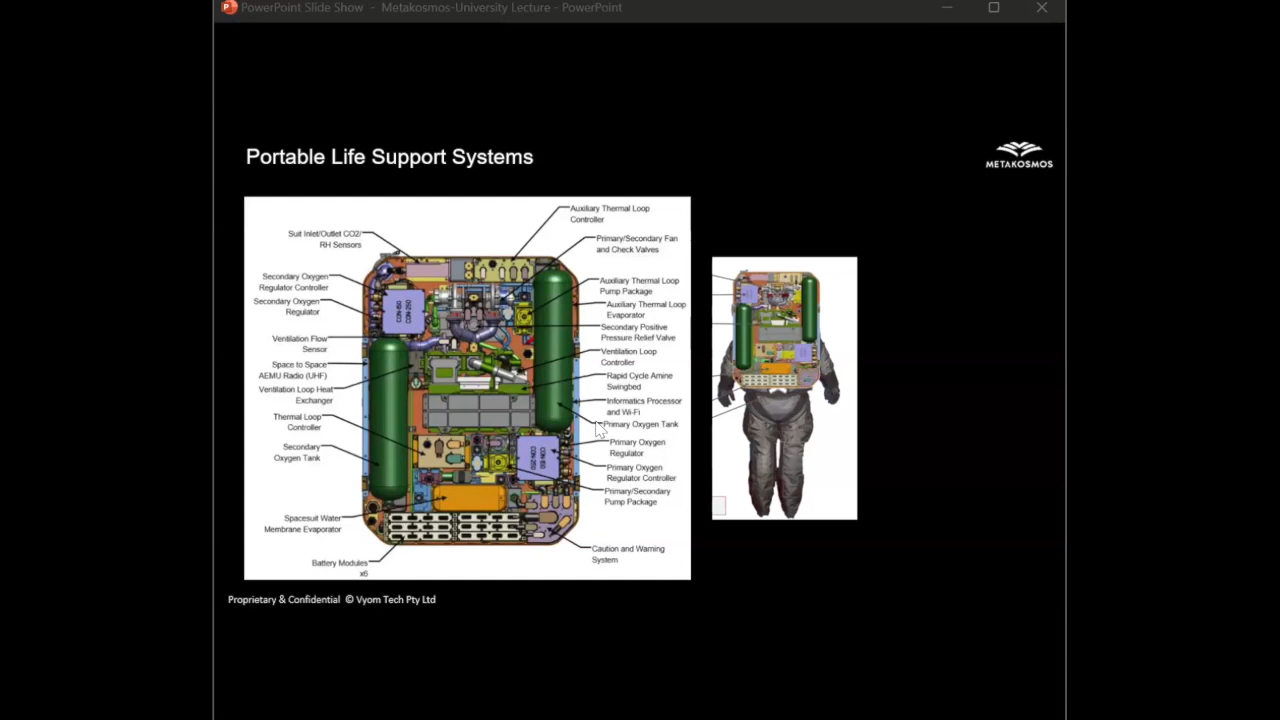 PowerPoint Slide Show - Metakosmos-University Lecture - PowerPoint
Portable Life Support Systems
METAKOSMOS
Auxiliary Thermal Loop
Controller
Suit Inlet/Outlet CO2/
RH Sensors
Primary/Secondary Fan
and Check Valves
Secondary Oxygen
Regulator Controller
Auxiliary Thermal Loop
Pump Package
Secondary Oxygen
Regulator
Auxiliary Thermal Loop
Evaporator
Secondary Positive
Pressure Relief Valve
Ventilation Flow
Sensor
Ventilation Loop
Controller
Space to Space
AEMU Radio (UHF)
Rapid Cycle Amine
Swingbed
Ventilation Loop Heat
Exchanger
Informatics Processor
and Wi-Fi
Thermal Loop
Controller
Primary Oxygen Tank
Primary Oxygen
Regulator
Secondary
Oxygen Tank
Primary Oxygen
Regulator Controller
Primary/Secondary
Pump Package
Spacesuit Water
Membrane Evaporator
Caution and Warning
System
Battery Modules
x6
Proprietary & Confidential © Vyom Tech Pty Ltd